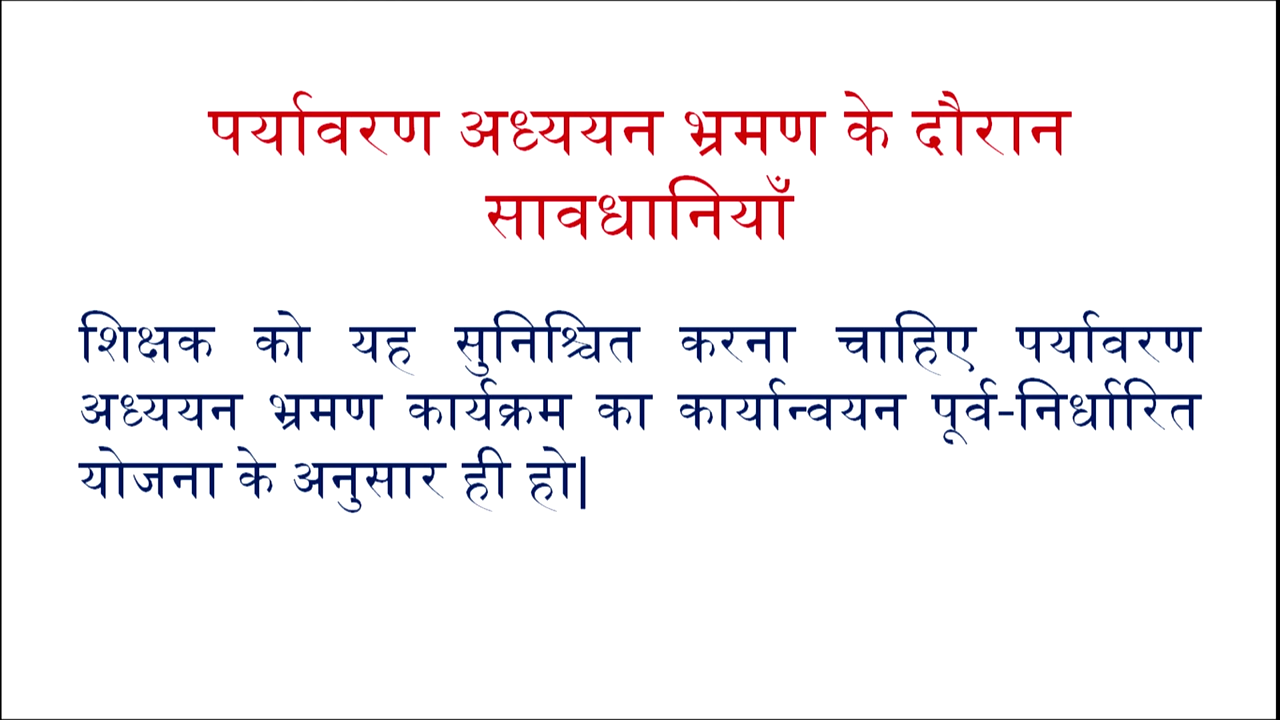 पर्यावरण अध्ययन भ्रमण के दौरान
सावधानियाँ
शिक्षक को यह सुनिश्चित करना चाहिए पर्यावरण
अध्ययन भ्रमण कार्यक्रम का कार्यान्वयन पूर्व-निर्धारित
योजना के अनुसार ही हो|